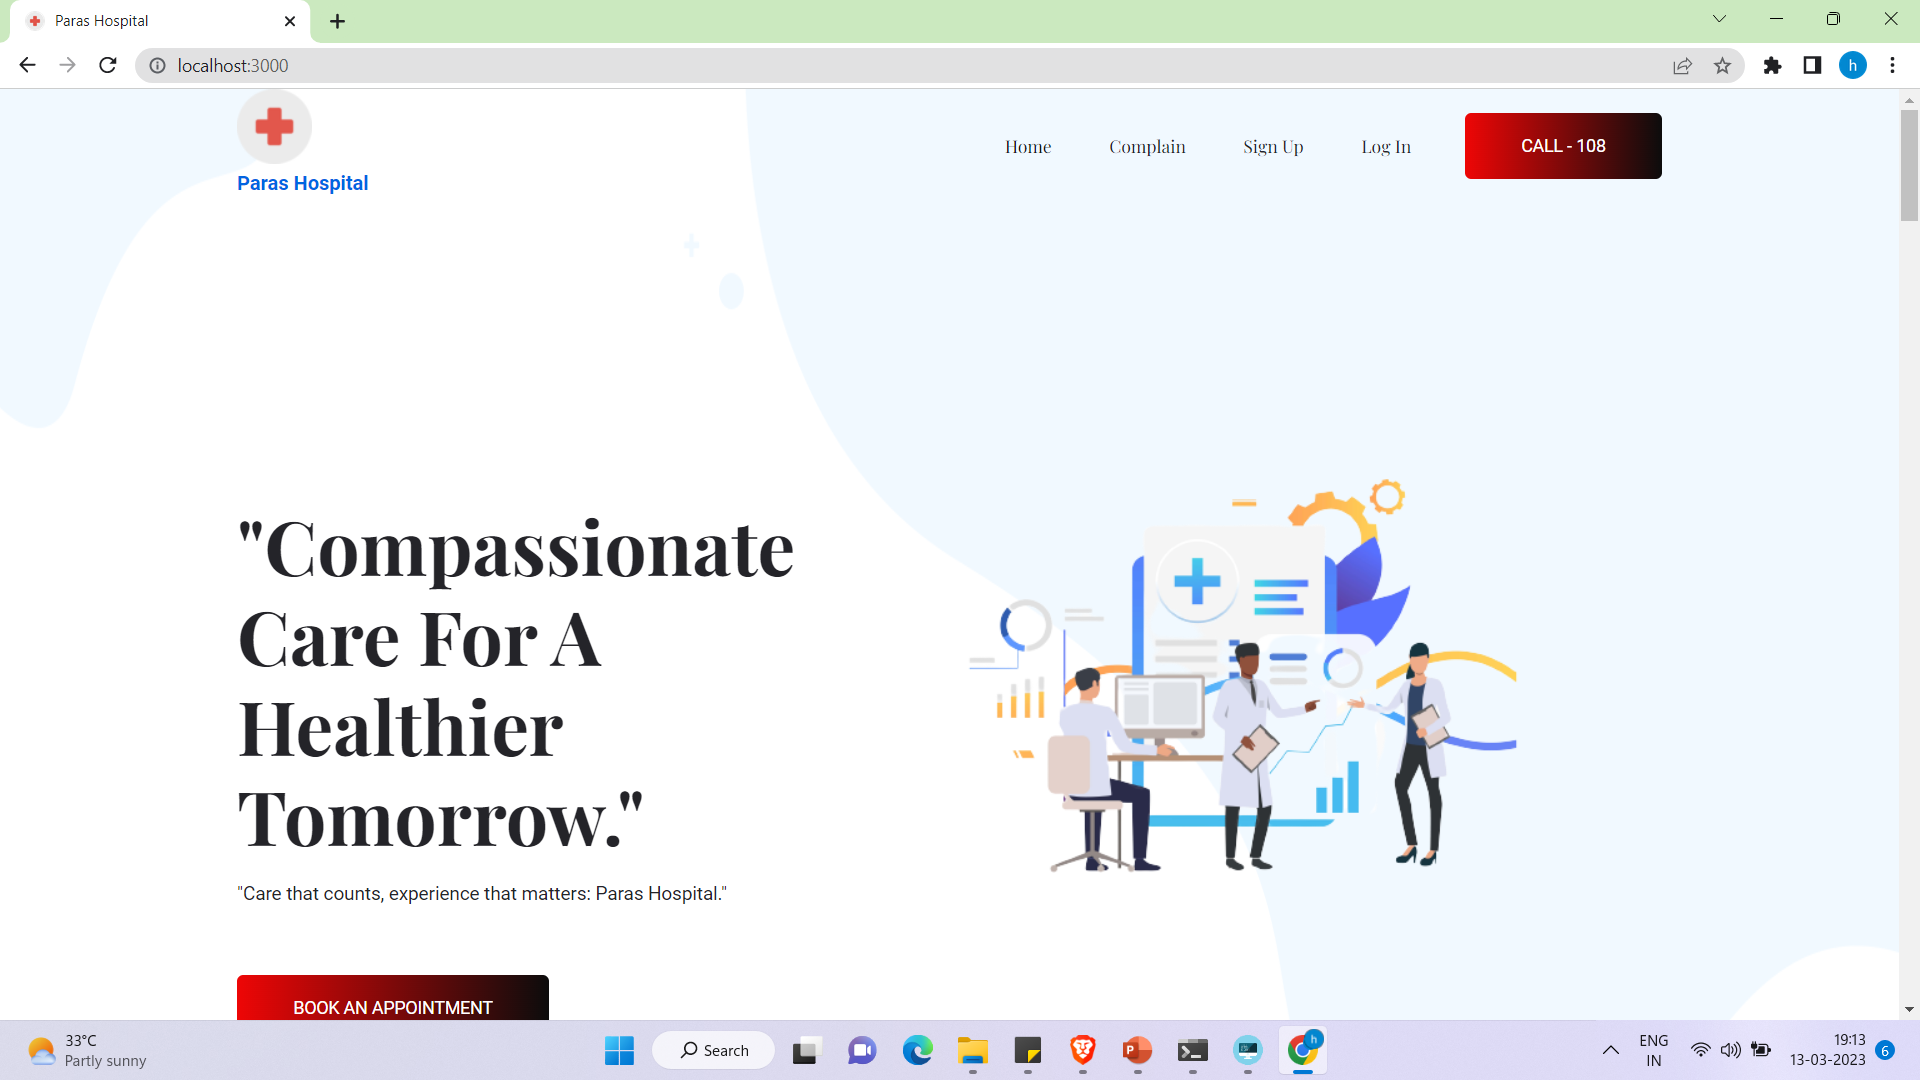 Paras Hospital
localhost:3000
h
Paras Hospital
Home
Complain
Sign Up
Log In
CALL - 108
"Compassionate
Care For A
Healthier
Tomorrow."
"Care that counts, experience that matters: Paras Hospital."
BOOK AN APPOINTMENT
33°C
Partly sunny
Search
P
h
ENG
IN
19:13
13-03-2023
6